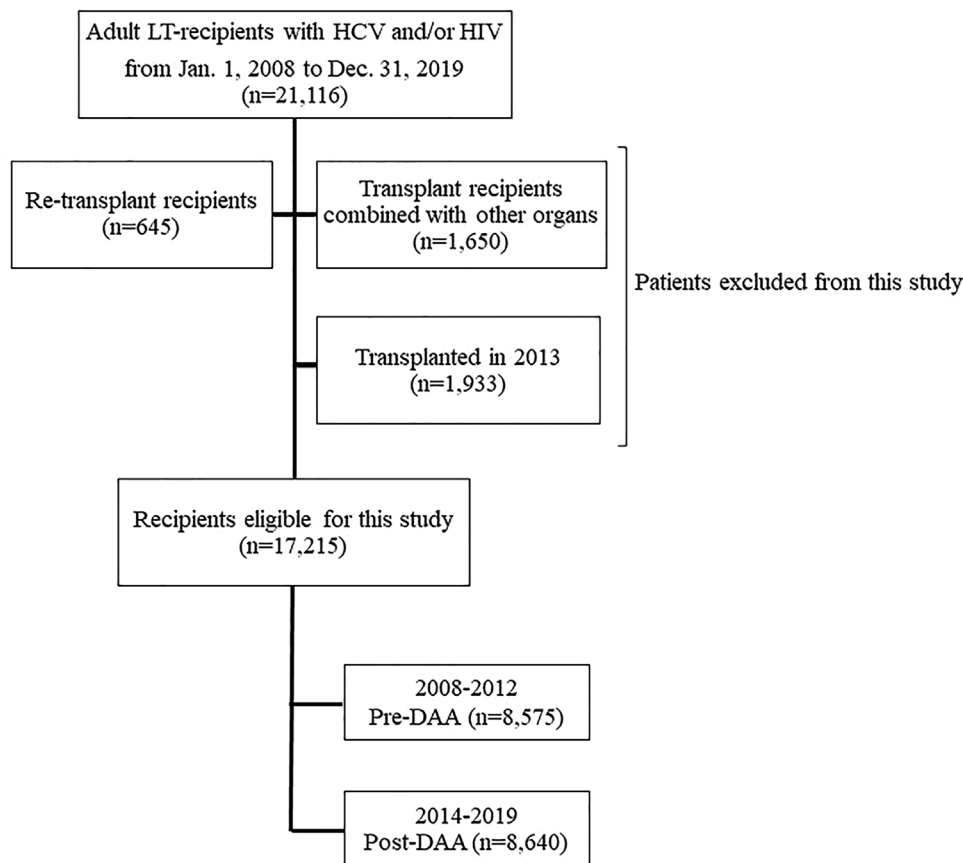 Adult LT-recipients with HCV and/or HIV
from Jan. 1, 2008 to Dec. 31, 2019
(n=21,116)
Re-transplant recipients
(n=645)
Transplant recipients
combined with other organs
(n=1,650)
Patients excluded from this study
Transplanted in 2013
(n=1,933)
Recipients eligible for this study
(n=17,215)
2008-2012
Pre-DAA (n=8,575)
2014-2019
Post-DAA (n=8,640)